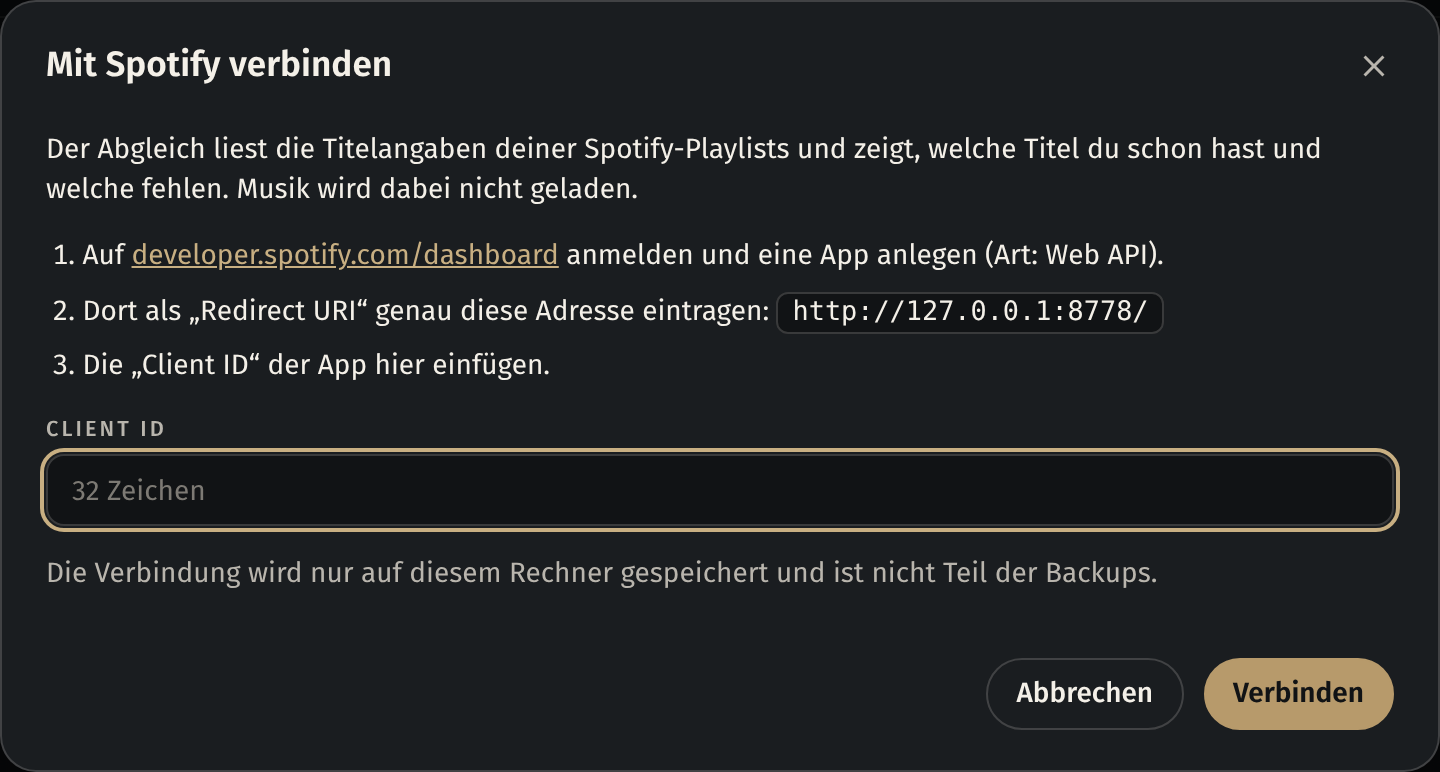 Mit Spotify verbinden
Der Abgleich liest die Titelangaben deiner Spotify-Playlists und zeigt, welche Titel du schon hast und
welche fehlen. Musik wird dabei nicht geladen.
1. Auf developer.spotify.com/dashboard anmelden und eine App anlegen (Art: Web API).
2. Dort als „Redirect URI“ genau diese Adresse eintragen: http://127.0.0.1:8778/
3. Die „Client ID“ der App hier einfügen.
CLIENT ID
32 Zeichen
Die Verbindung wird nur auf diesem Rechner gespeichert und ist nicht Teil der Backups.
Abbrechen
Verbinden